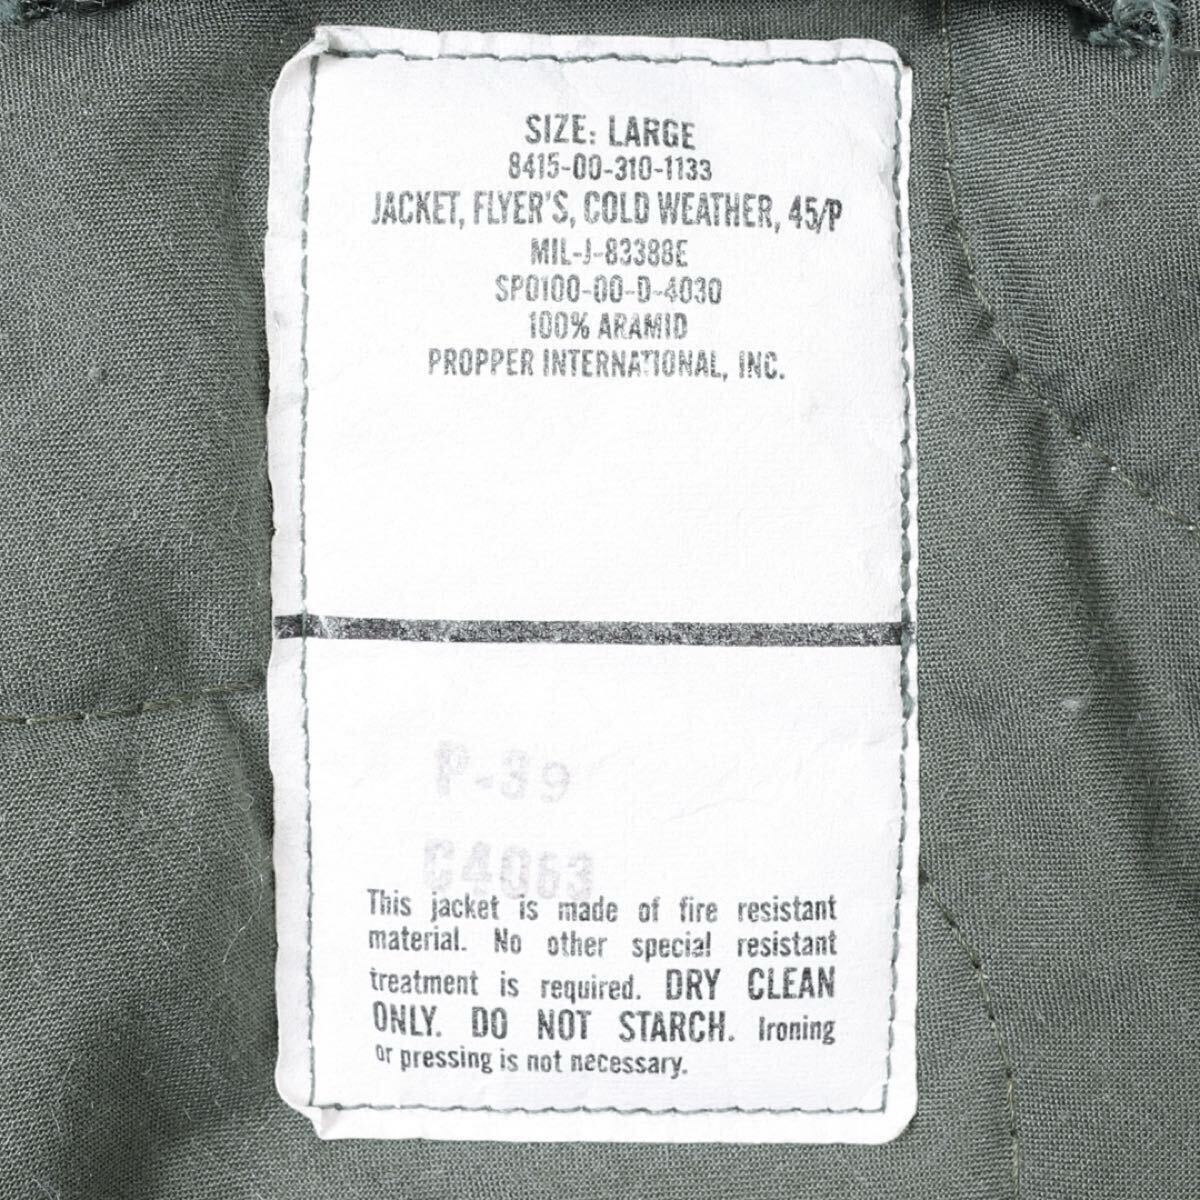 SIZE: LARGE
8415-00-310-1133
JACKET, FLYER'S, COLD WEATHER, 45/P
MIL-J-83388E
SP0100-00-D-4030
100% ARAMID
PROPPER INTERNATIONAL, INC.
P-39
C4063
This jacket is made of fire resistant
material. No other special resistant
treatment is required. DRY CLEAN
ONLY. DO NOT STARCH. Ironing
or pressing is not necessary.